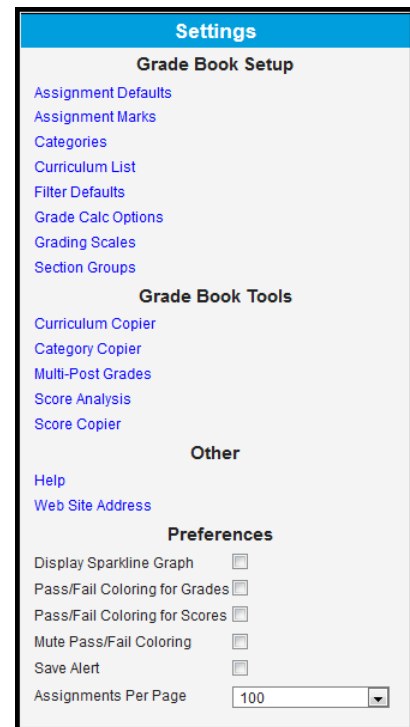 Settings
Grade Book Setup
Assignment Defaults
Assignment Marks
Categories
Curriculum List
Filter Defaults
Grade Calc Options
Grading Scales
Section Groups
Grade Book Tools
Curriculum Copier
Category Copier
Multi-Post Grades
Score Analysis
Score Copier
Other
Help
Web Site Address
Preferences
Display Sparkline Graph
Pass/Fail Coloring for Grades
Pass/Fail Coloring for Scores
Mute Pass/Fail Coloring
Save Alert
Assignments Per Page 100